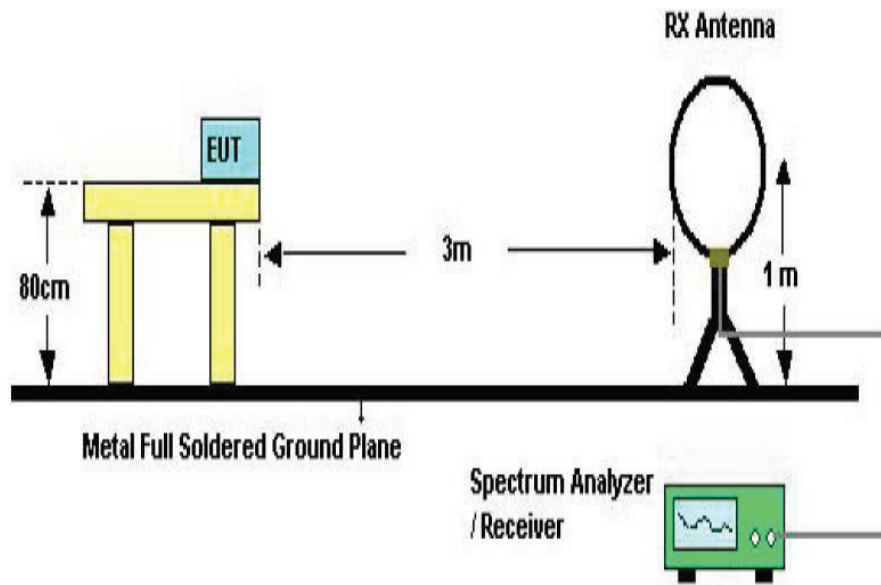 RX Antenna
EUT
3m
80cm
1 m
Metal Full Soldered Ground Plane
Spectrum Analyzer
/ Receiver